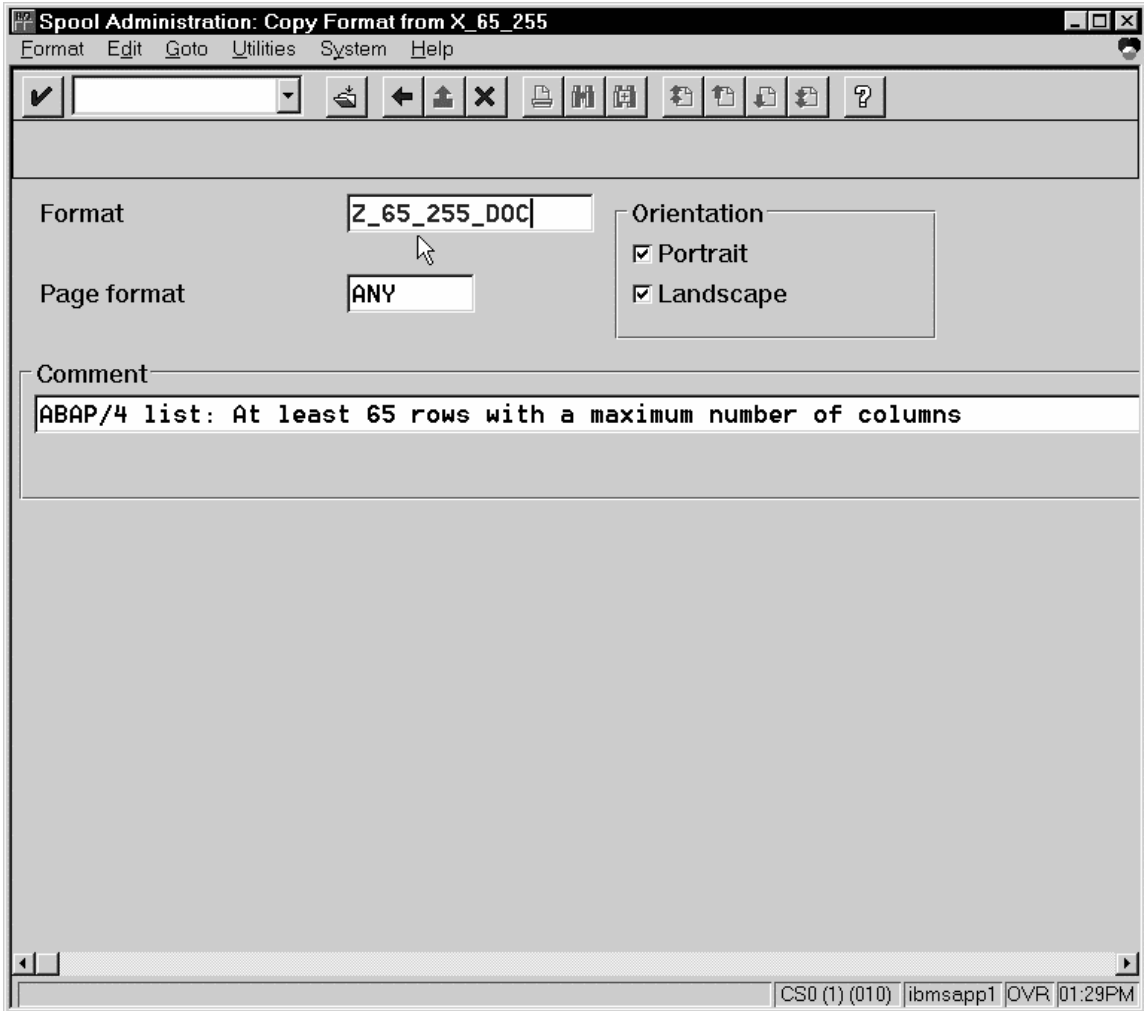 Spool Administration: Copy Format from X_65_255
Format Edit Goto Utilities System Help
Format Z_65_255_DOC Orientation
Portrait
Page format ANY Landscape
Comment
ABAP/4 list: At least 65 rows with a maximum number of columns
CS0 (1) (010) ibmsapp1 OVR 01:29PM